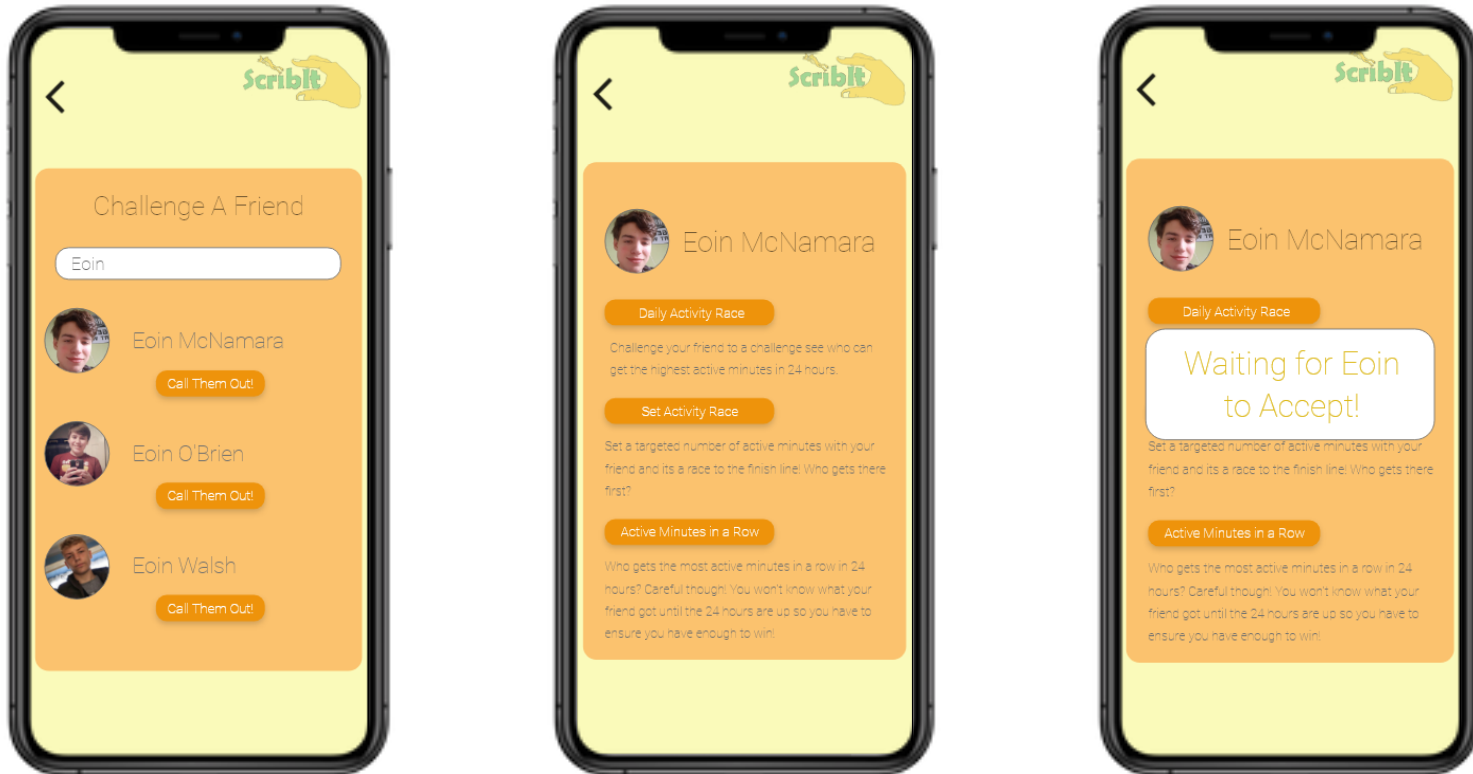 ScribIt
Challenge A Friend
Eoin
Eoin McNamara
Call Them Out!
Eoin O'Brien
Call Them Out!
Eoin Walsh
Call Them Out!
ScribIt
Eoin McNamara
Daily Activity Race
Challenge your friend to a challenge see who can
get the highest active minutes in 24 hours.
Set Activity Race
Set a targeted number of active minutes with your
friend and its a race to the finish line! Who gets there
first?
Active Minutes in a Row
Who gets the most active minutes in a row in 24
hours? Careful though! You won't know what your
friend got until the 24 hours are up so you have to
ensure you have enough to win!
ScribIt
Eoin McNamara
Daily Activity Race
Waiting for Eoin
to Accept!
Set a targeted number of active minutes with your
friend and its a race to the finish line! Who gets there
first?
Active Minutes in a Row
Who gets the most active minutes in a row in 24
hours? Careful though! You won't know what your
friend got until the 24 hours are up so you have to
ensure you have enough to win!